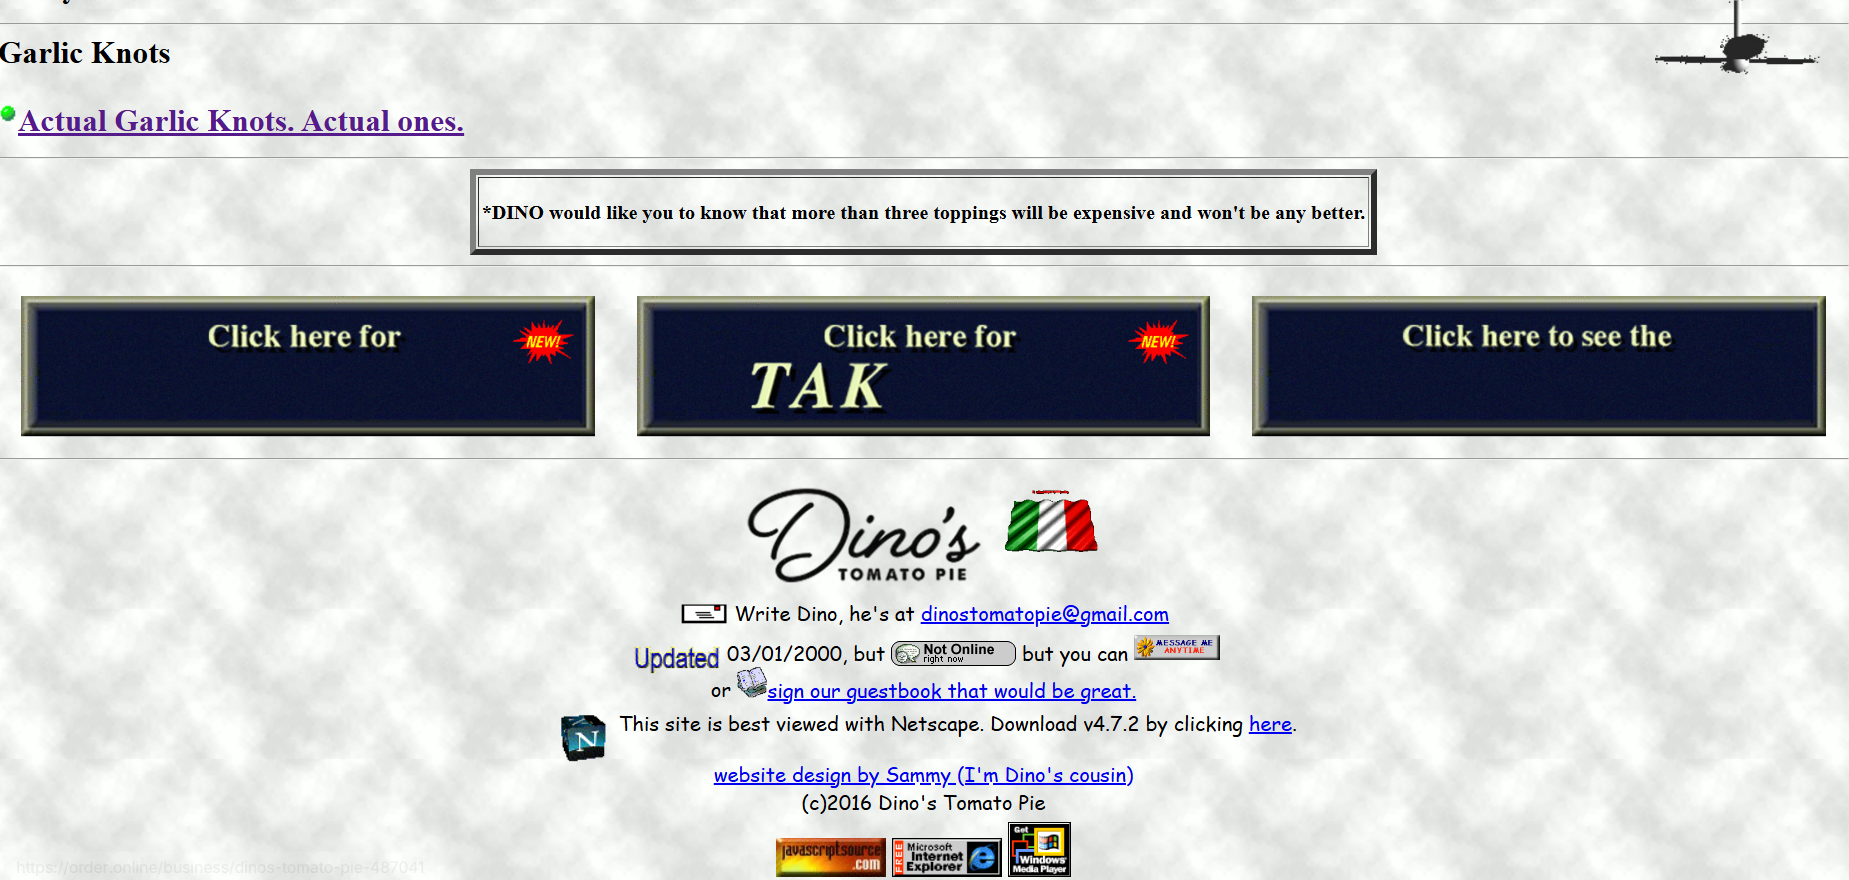 Garlic Knots
Actual Garlic Knots. Actual ones.
*DINO would like you to know that more than three toppings will be expensive and won't be any better.
Click here for NEW!
Click here for NEW!
TAK
Click here to see the
Dino's
TOMATO PIE
Write Dino, he's at dinostomatopie@gmail.com
Updated 03/01/2000, but Not Online right now but you can MESSAGE ME ANYTIME
or sign our guestbook that would be great.
N This site is best viewed with Netscape. Download v4.7.2 by clicking here.
website design by Sammy (I'm Dino's cousin)
(c)2016 Dino's Tomato Pie
javascriptsource .com
FREE Microsoft Internet Explorer
Got Windows Media Player
https://order.online/business/dinos-tomato-pie-487041